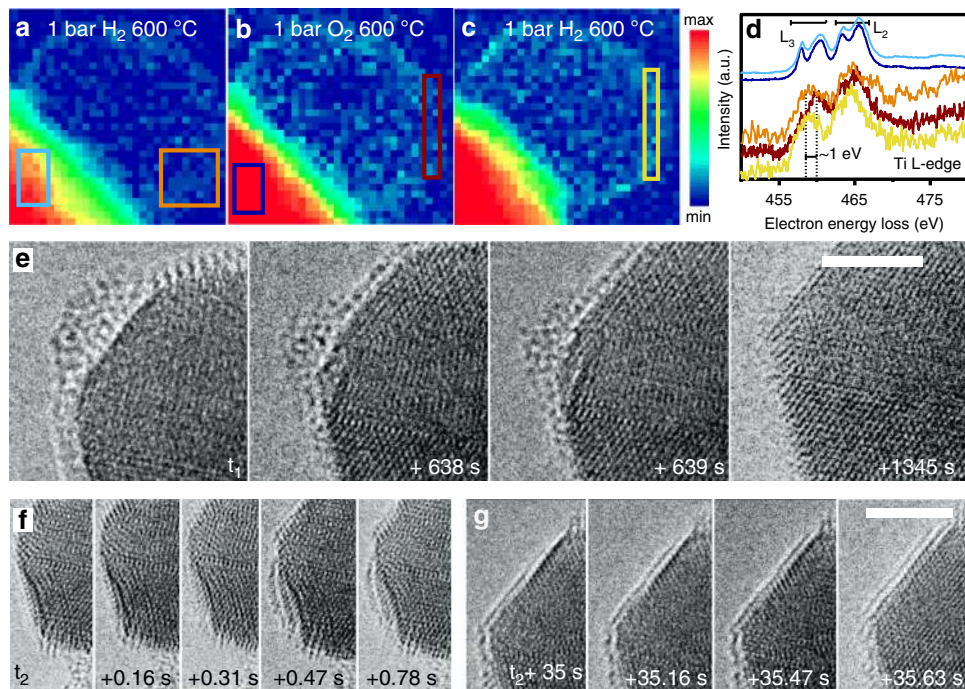 a 1 bar H2 600 °C
b 1 bar O2 600 °C
c 1 bar H2 600 °C
max
min
d
Intensity (a.u.)
L3
L2
~1 eV
Ti L-edge
455 465 475
Electron energy loss (eV)
e
t1
+ 638 s
+ 639 s
+1345 s
f
t2
+0.16 s
+0.31 s
+0.47 s
+0.78 s
g
t2+ 35 s
+35.16 s
+35.47 s
+35.63 s